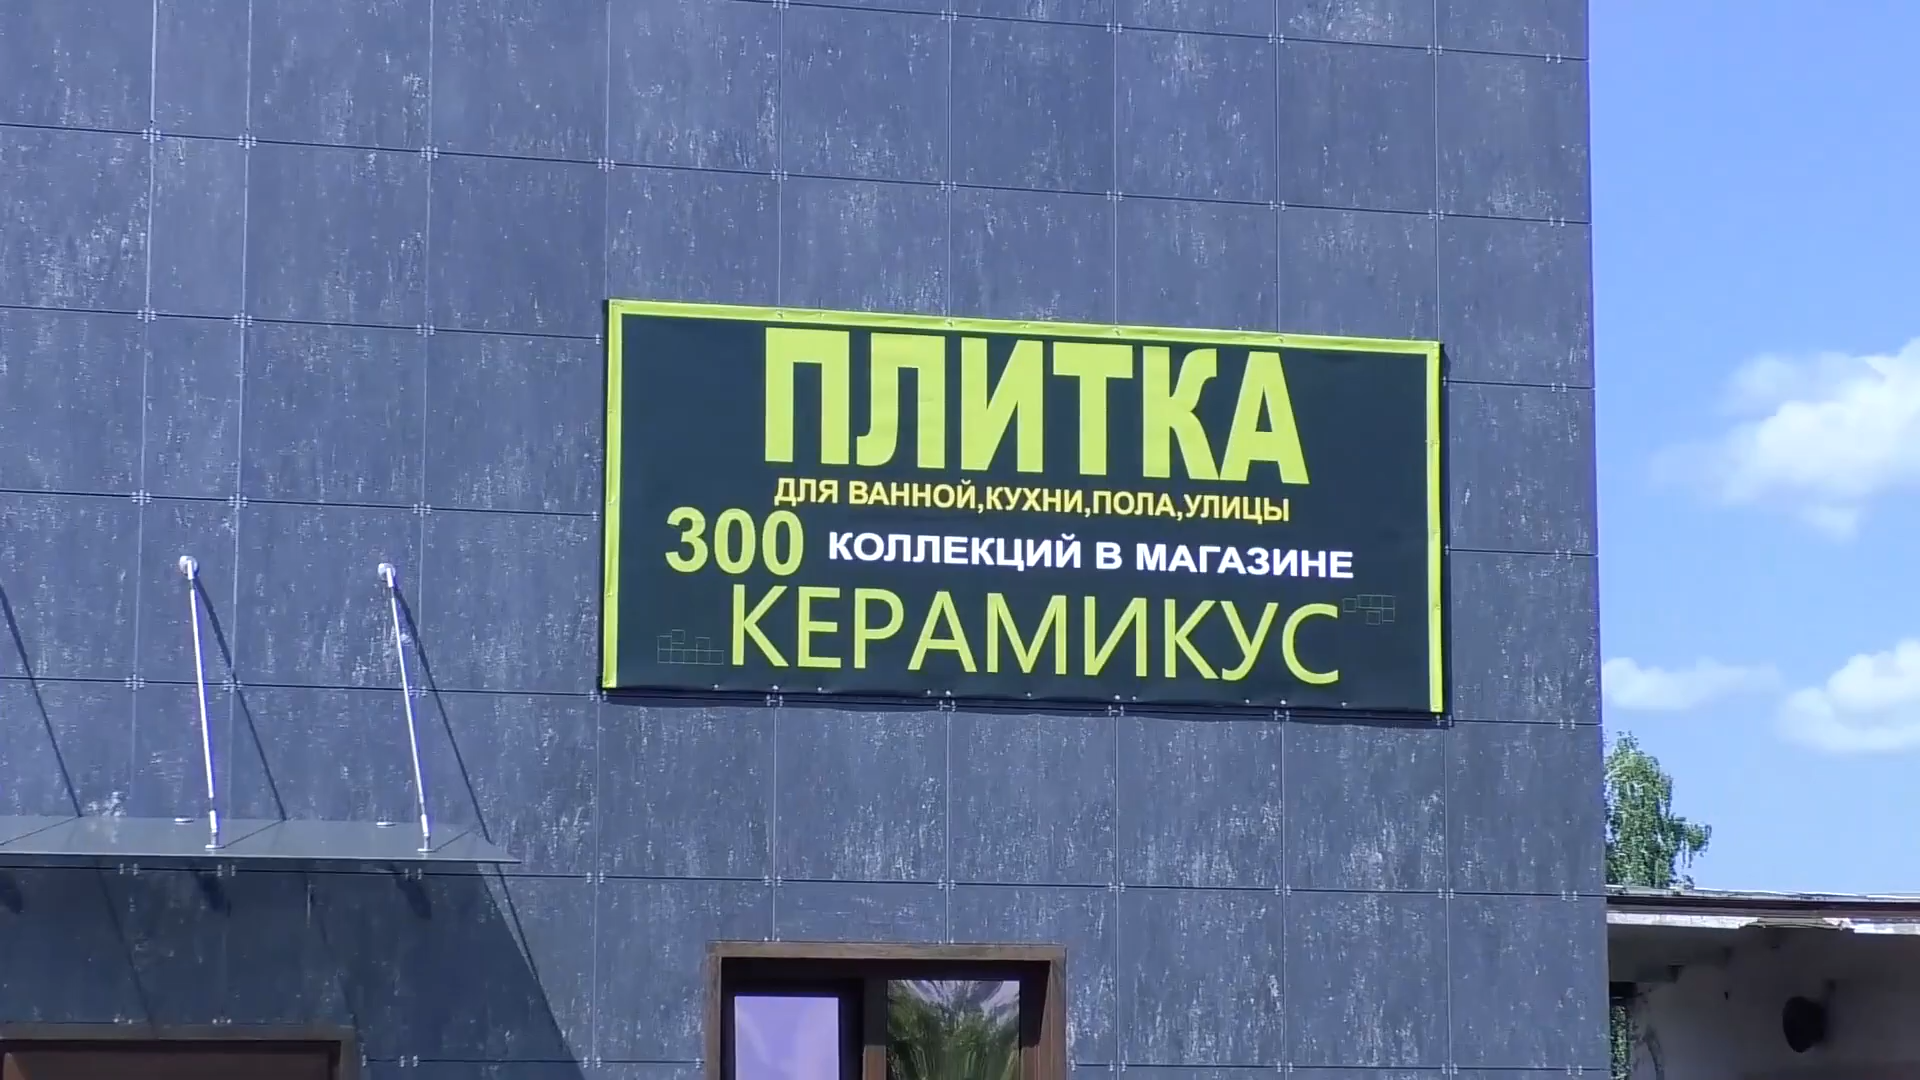 ПЛИТКА
ДЛЯ ВАННОЙ,КУХНИ,ПОЛА,УЛИЦЫ
300 КОЛЛЕКЦИЙ В МАГАЗИНЕ
КЕРАМИКУС